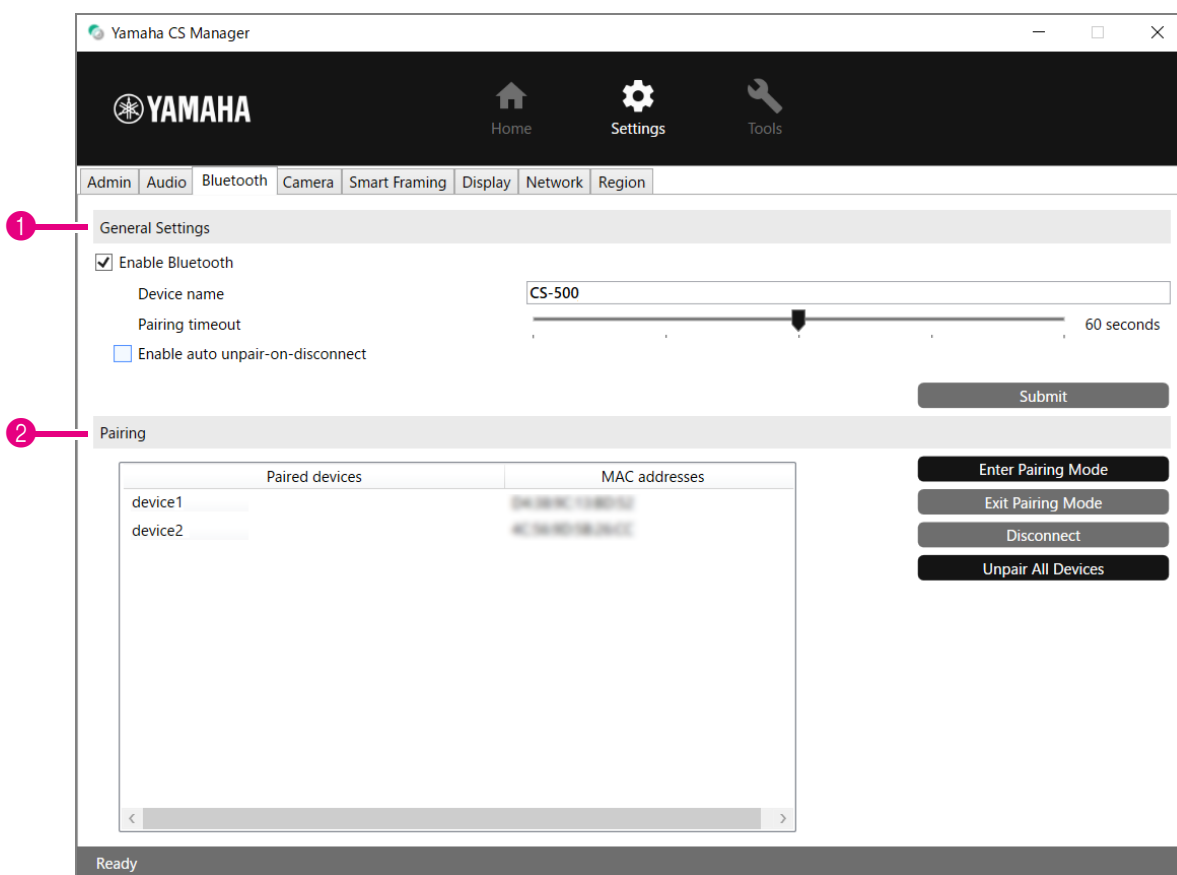 Yamaha CS Manager
YAMAHA
Home Settings Tools
Admin Audio Bluetooth Camera Smart Framing Display Network Region
1 General Settings
Enable Bluetooth
Device name CS-500
Pairing timeout 60 seconds
Enable auto unpair-on-disconnect
Submit
2 Pairing
Paired devices MAC addresses
device1
device2
Enter Pairing Mode
Exit Pairing Mode
Disconnect
Unpair All Devices
Ready